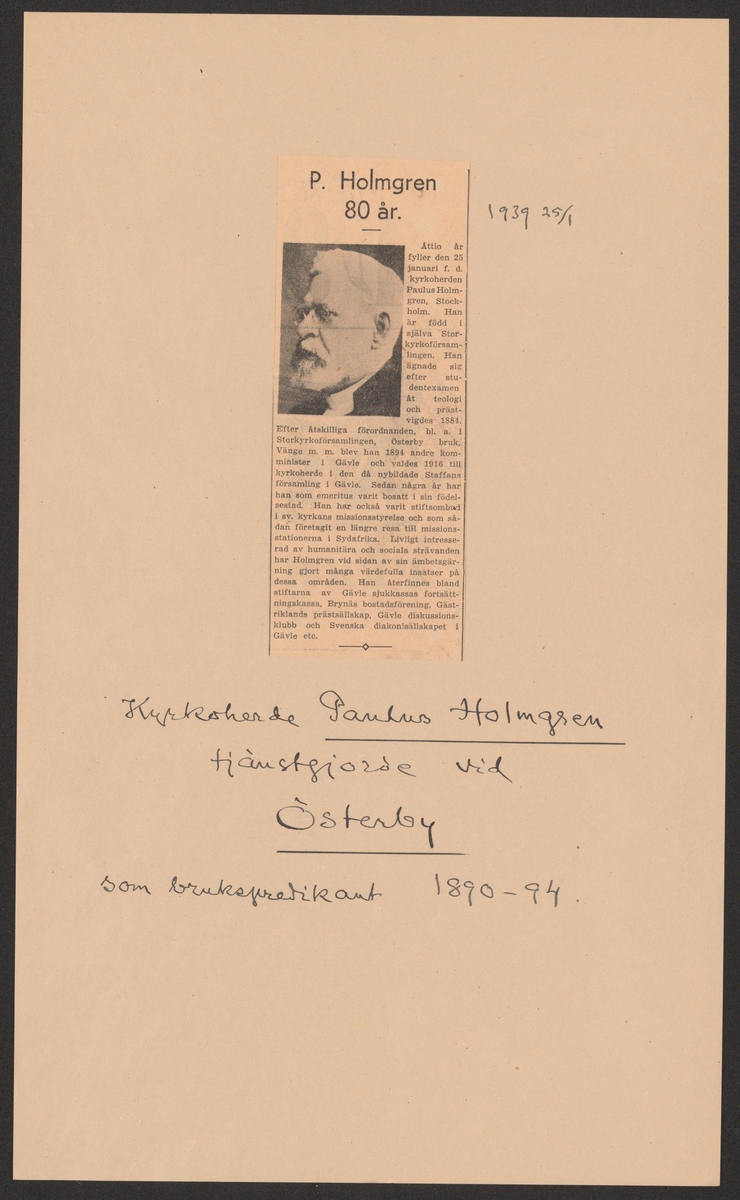 P. Holmgren
80 år.
1939 25/1
Åttio år
fyller den 25
januari f. d.
kyrkoherden
Paulus Holm-
gren, Stock-
holm. Han
är född i
själva Stor-
kyrkoförsam-
lingen. Han
ägnade sig
efter stu-
dentexamen
åt teologi
och präst-
vigdes 1884.
Efter åtskilliga förordnanden, bl. a. i
Storkyrkoförsamlingen, Österby bruk,
Vänge m. m. blev han 1894 andre kom-
minister i Gävle och valdes 1916 till
kyrkoherde i den då nybildade Staffans
församling i Gävle. Sedan några år har
han som emeritus varit bosatt i sin födel-
sestad. Han har också varit stiftsombud
i sv. kyrkans missionsstyrelse och som så-
dan företagit en längre resa till missions-
stationerna i Sydafrika. Livligt intresse-
rad av humanitära och sociala strävanden
har Holmgren vid sidan av sin ämbetsgär-
ning gjort många värdefulla insatser på
dessa områden. Han återfinnes bland
stiftarna av Gävle sjukkassas fortsätt-
ningskassa, Brynäs bostadsförening, Gäst-
riklands prästsällskap, Gävle diskussions-
klubb och Svenska diakonisällskapet i
Gävle etc.
Kyrkoherde Paulus Holmgren
tjänstgjorde vid
Österby
som brukspredikant 1890-94.